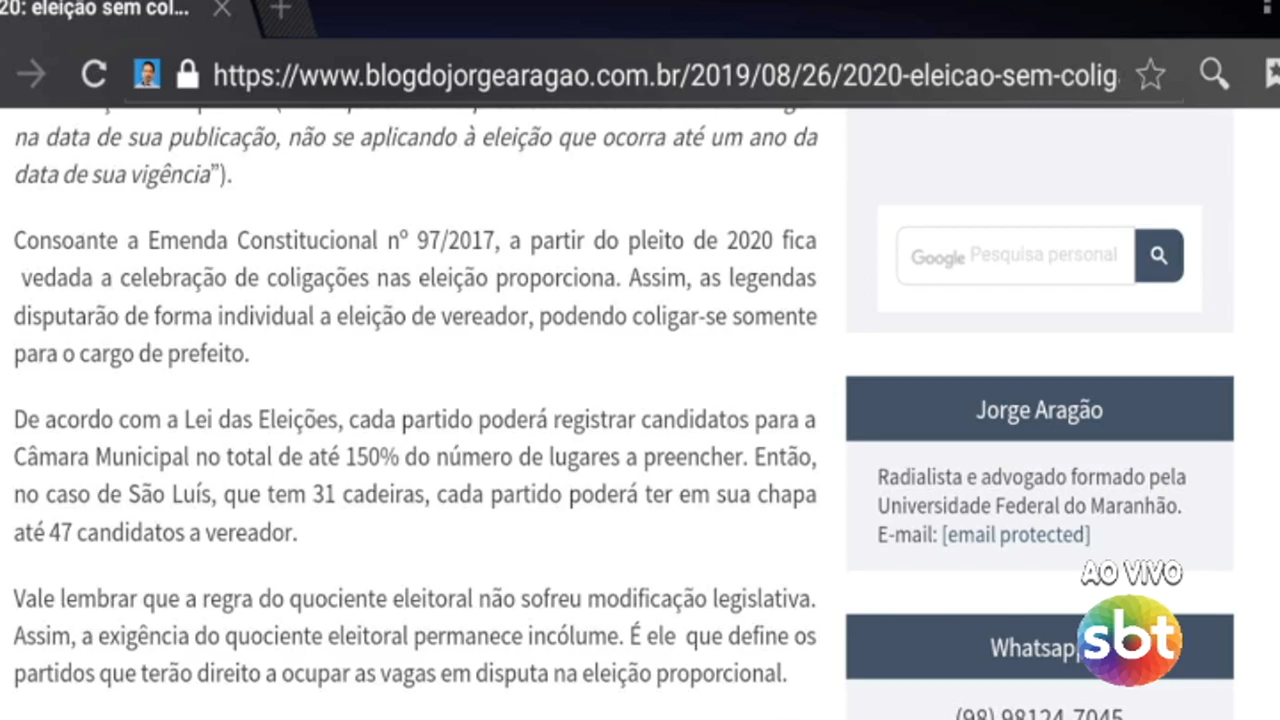 20: eleição sem col...
https://www.blogdojorgearagao.com.br/2019/08/26/2020-eleicao-sem-colig
na data de sua publicação, não se aplicando à eleição que ocorra até um ano da
data de sua vigência”).
Consoante a Emenda Constitucional nº 97/2017, a partir do pleito de 2020 fica
vedada a celebração de coligações nas eleição proporciona. Assim, as legendas
disputarão de forma individual a eleição de vereador, podendo coligar-se somente
para o cargo de prefeito.
De acordo com a Lei das Eleições, cada partido poderá registrar candidatos para a
Câmara Municipal no total de até 150% do número de lugares a preencher. Então,
no caso de São Luís, que tem 31 cadeiras, cada partido poderá ter em sua chapa
até 47 candidatos a vereador.
Vale lembrar que a regra do quociente eleitoral não sofreu modificação legislativa.
Assim, a exigência do quociente eleitoral permanece incólume. É ele que define os
partidos que terão direito a ocupar as vagas em disputa na eleição proporcional.
Google Pesquisa personal
Jorge Aragão
Radialista e advogado formado pela
Universidade Federal do Maranhão.
E-mail: [email protected]
AO VIVO
sbt
Whatsapp
(98) 98124-7045